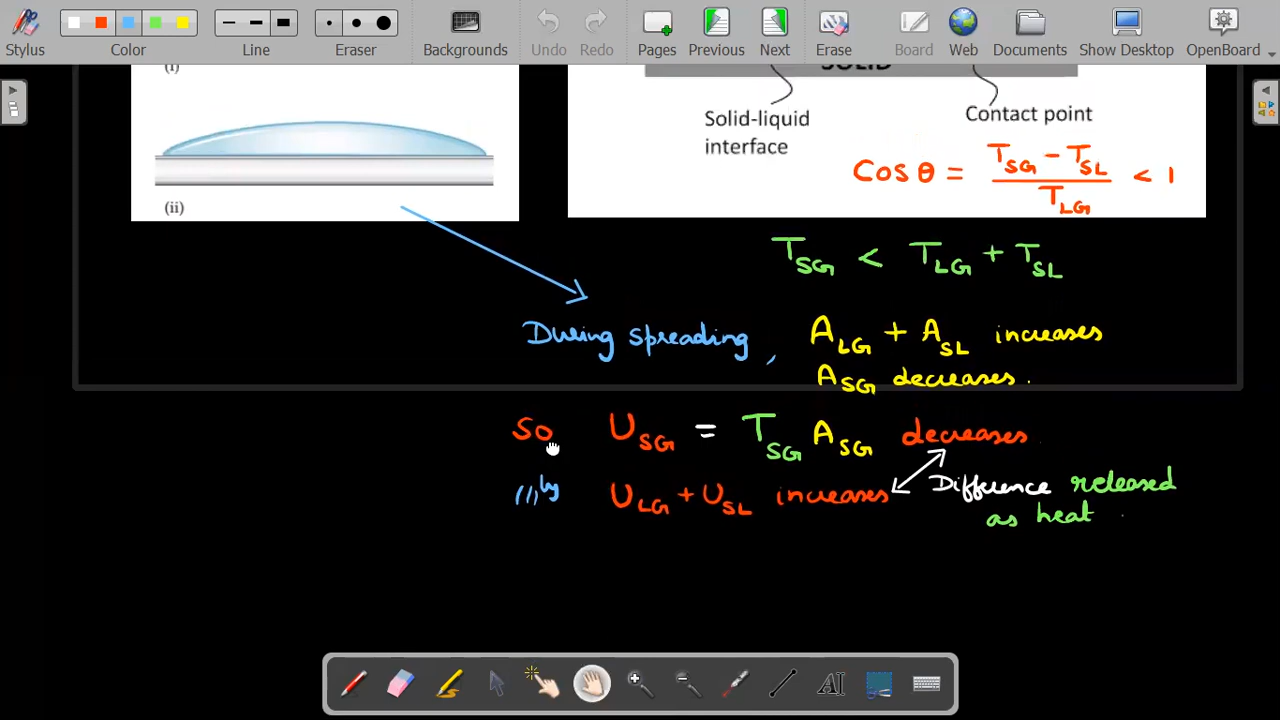 Stylus Color Line Eraser Backgrounds Undo Redo Pages Previous Next Erase Board Web Documents Show Desktop OpenBoard
(i)
SOLID
Solid-liquid
interface
Contact point
Cos θ = (T_SG − T_SL) / T_LG < 1
(ii)
T_SG < T_LG + T_SL
During spreading, A_LG + A_SL increases
A_SG decreases.
So U_SG = T_SG A_SG decreases
|||ly U_LG + U_SL increases
Difference released
as heat
AI